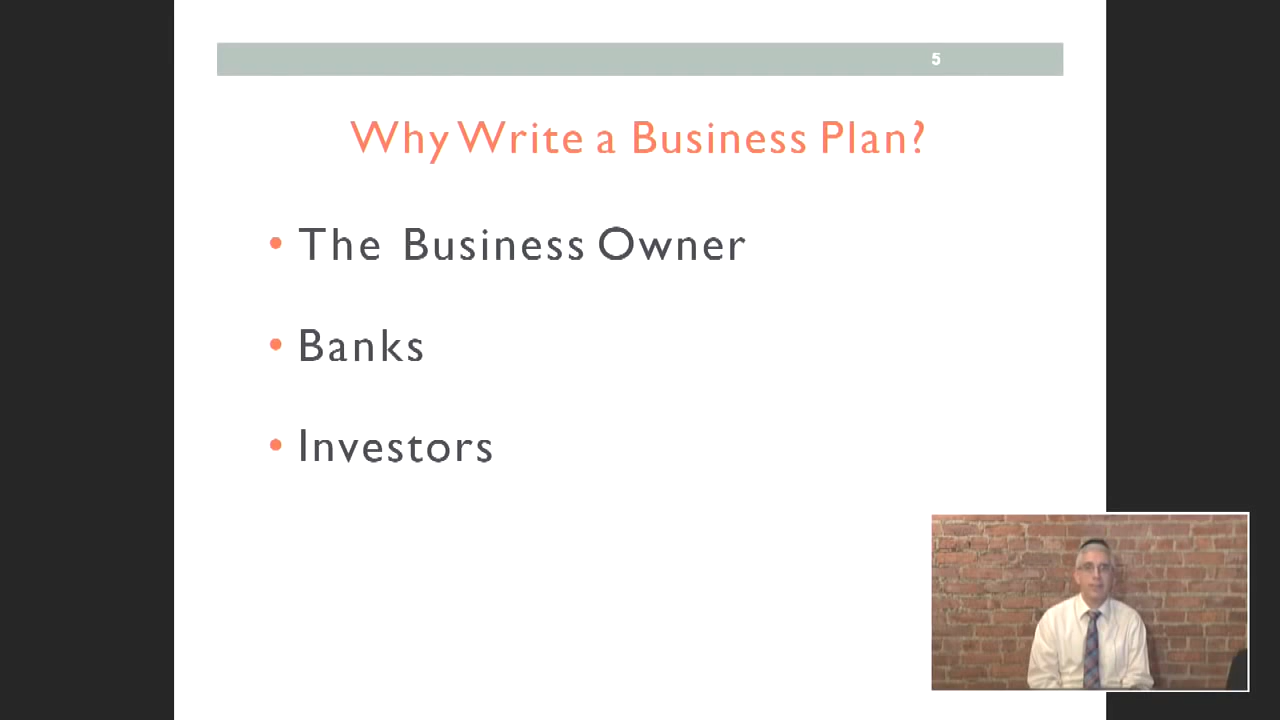 5
Why Write a Business Plan?
• The Business Owner
• Banks
• Investors